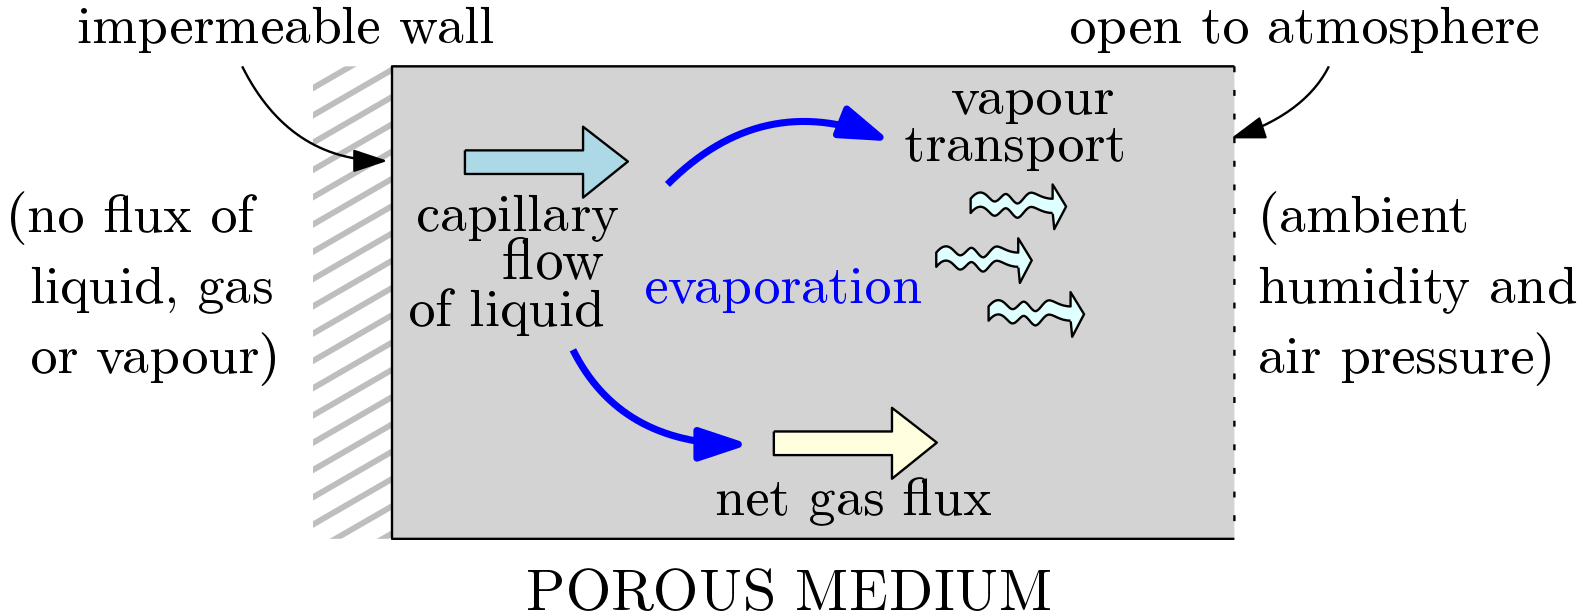 impermeable wall
open to atmosphere
vapour
transport
(no flux of
liquid, gas
or vapour)
capillary
flow
of liquid
evaporation
(ambient
humidity and
air pressure)
net gas flux
POROUS MEDIUM